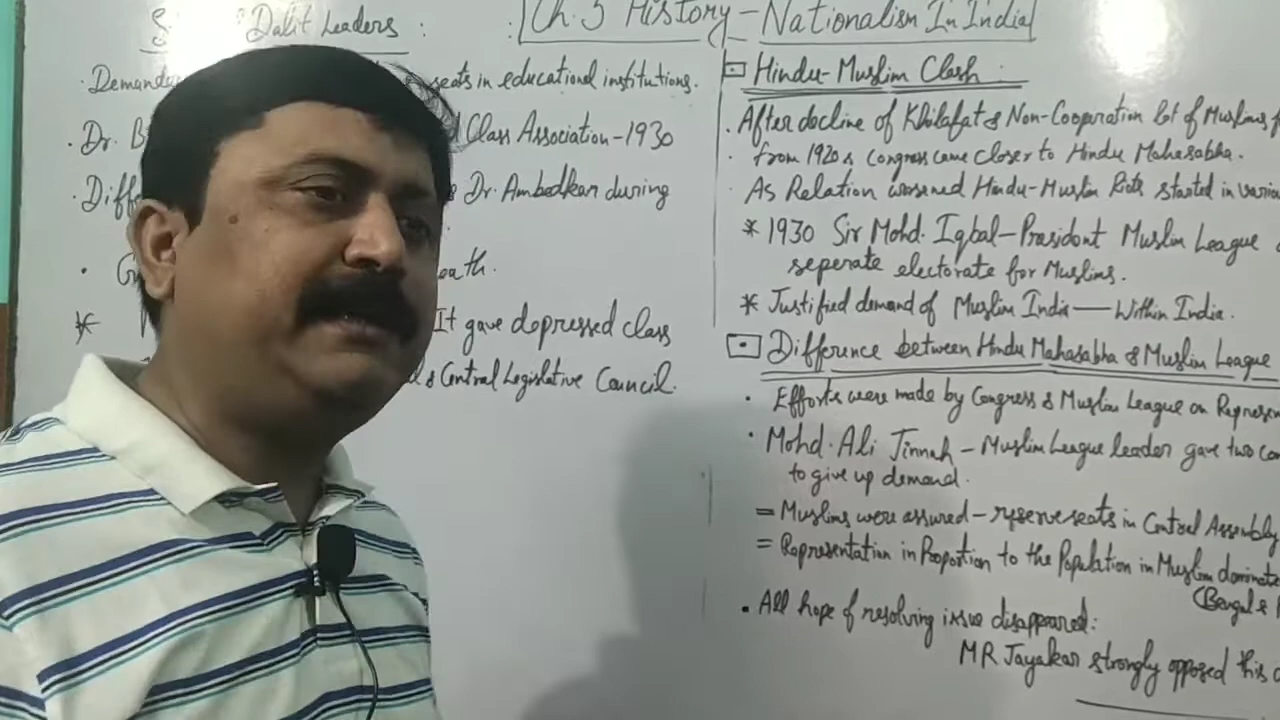 Ch. 5 History - Nationalism In India
Dalit Leaders :
seats in educational institutions.
Dr. B
Class Association - 1930
Dr. Ambedkar during
It gave depressed class
& Central Legislative Council.
Hindu-Muslim Clash.
After decline of Khilafat & Non-Cooperation lot of Muslims
from 1920s Congress came closer to Hindu Mahasabha.
As Relation worsened Hindu-Muslim Riots started in
* 1930 Sir Mohd. Iqbal - Prasident Muslim League
seperate electorate for Muslims.
* Justified demand of Muslim India — Within India.
Difference between Hindu Mahasabha & Muslim League
Efforts were made by Congress & Muslim League on
Mohd. Ali Jinnah - Muslim League leader gave two
to give up demand.
= Muslims were assured - reserve seats in Central Assembly
= Representation in Proportion to the Population in Muslim
(Bengal &
All hope of resolving issue disappeared:
MR Jayakar strongly opposed this